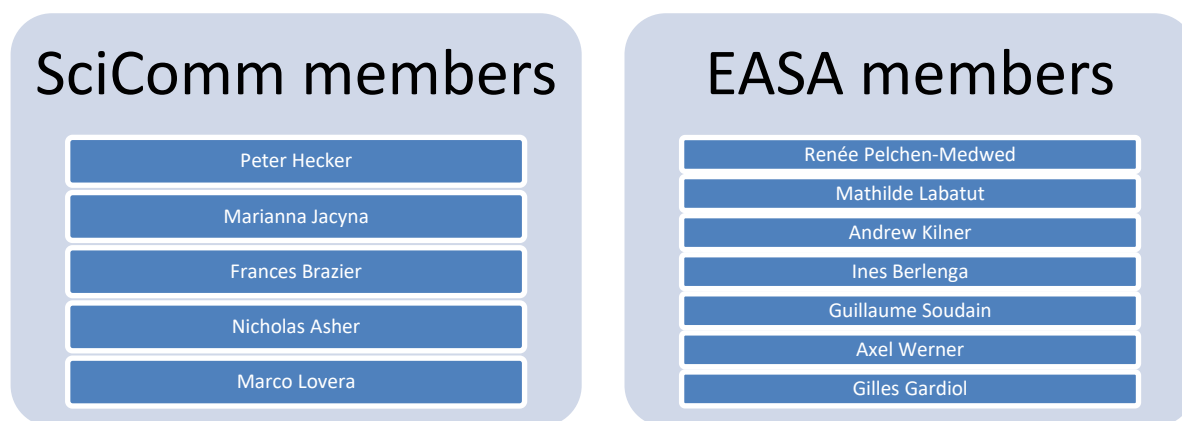 SciComm members
Peter Hecker
Marianna Jacyna
Frances Brazier
Nicholas Asher
Marco Lovera
EASA members
Renée Pelchen-Medwed
Mathilde Labatut
Andrew Kilner
Ines Berlenga
Guillaume Soudain
Axel Werner
Gilles Gardiol